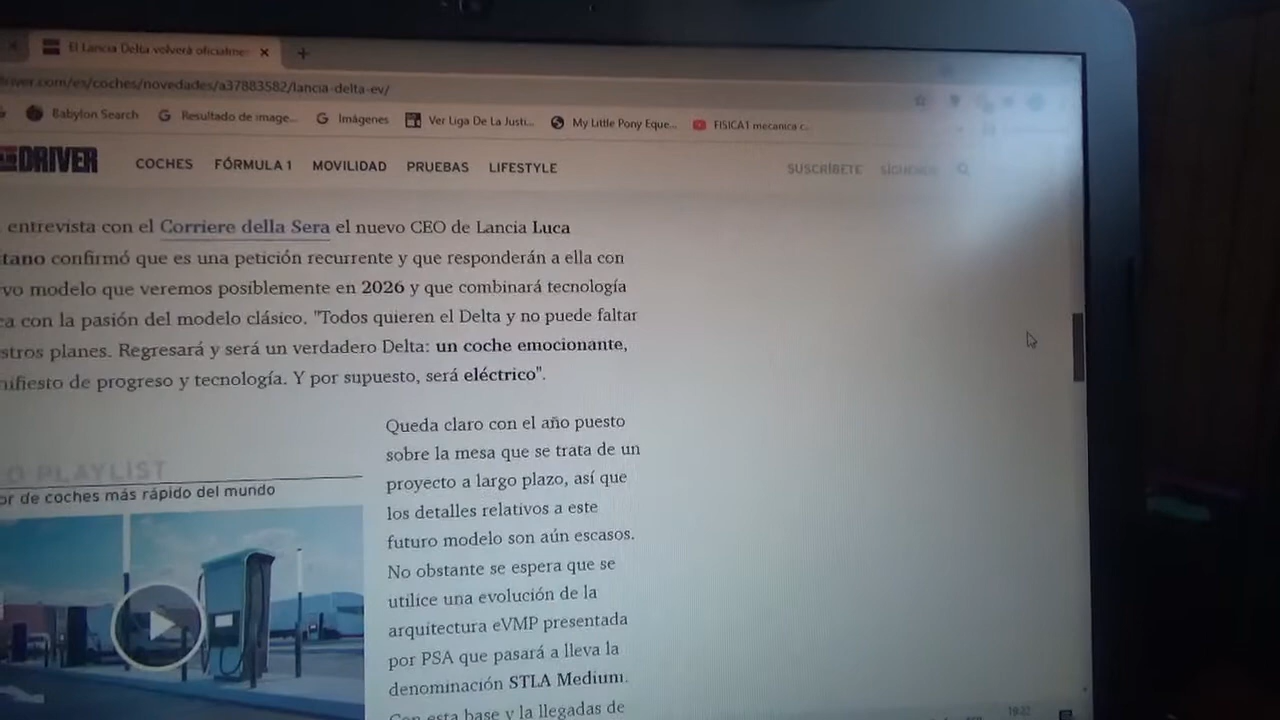 El Lancia Delta volverá oficialme
driver.com/es/coches/novedades/a37883582/lancia-delta-ev/
Babylon Search Resultado de image... Imágenes Ver Liga De La Justi... My Little Pony Eque... FISICA1 mecanica c...
DRIVER COCHES FÓRMULA 1 MOVILIDAD PRUEBAS LIFESTYLE SUSCRÍBETE
entrevista con el Corriere della Sera el nuevo CEO de Lancia Luca
tano confirmó que es una petición recurrente y que responderán a ella con
vo modelo que veremos posiblemente en 2026 y que combinará tecnología
ca con la pasión del modelo clásico. "Todos quieren el Delta y no puede faltar
stros planes. Regresará y será un verdadero Delta: un coche emocionante,
nifiesto de progreso y tecnología. Y por supuesto, será eléctrico".
O PLAYLIST
or de coches más rápido del mundo
Queda claro con el año puesto
sobre la mesa que se trata de un
proyecto a largo plazo, así que
los detalles relativos a este
futuro modelo son aún escasos.
No obstante se espera que se
utilice una evolución de la
arquitectura eVMP presentada
por PSA que pasará a lleva la
denominación STLA Medium.
Con esta base y la llegadas de